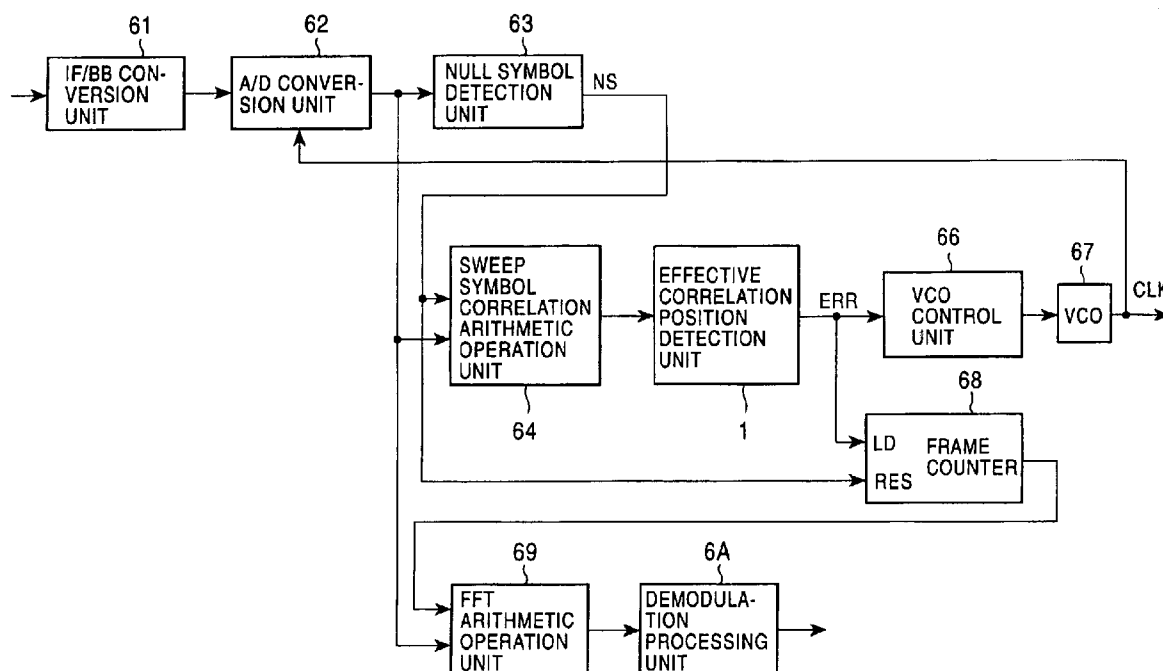 61
IF/BB CON-
VERSION
UNIT
62
A/D CONVER-
SION UNIT
63
NULL SYMBOL
DETECTION
UNIT
NS
SWEEP
SYMBOL
CORRELATION
ARITHMETIC
OPERATION
UNIT
64
EFFECTIVE
CORRELATION
POSITION
DETECTION
UNIT
1
ERR
66
VCO
CONTROL
UNIT
67
VCO
CLK
68
LD
FRAME
COUNTER
RES
69
FFT
ARITHMETIC
OPERATION
UNIT
6A
DEMODULA-
TION
PROCESSING
UNIT